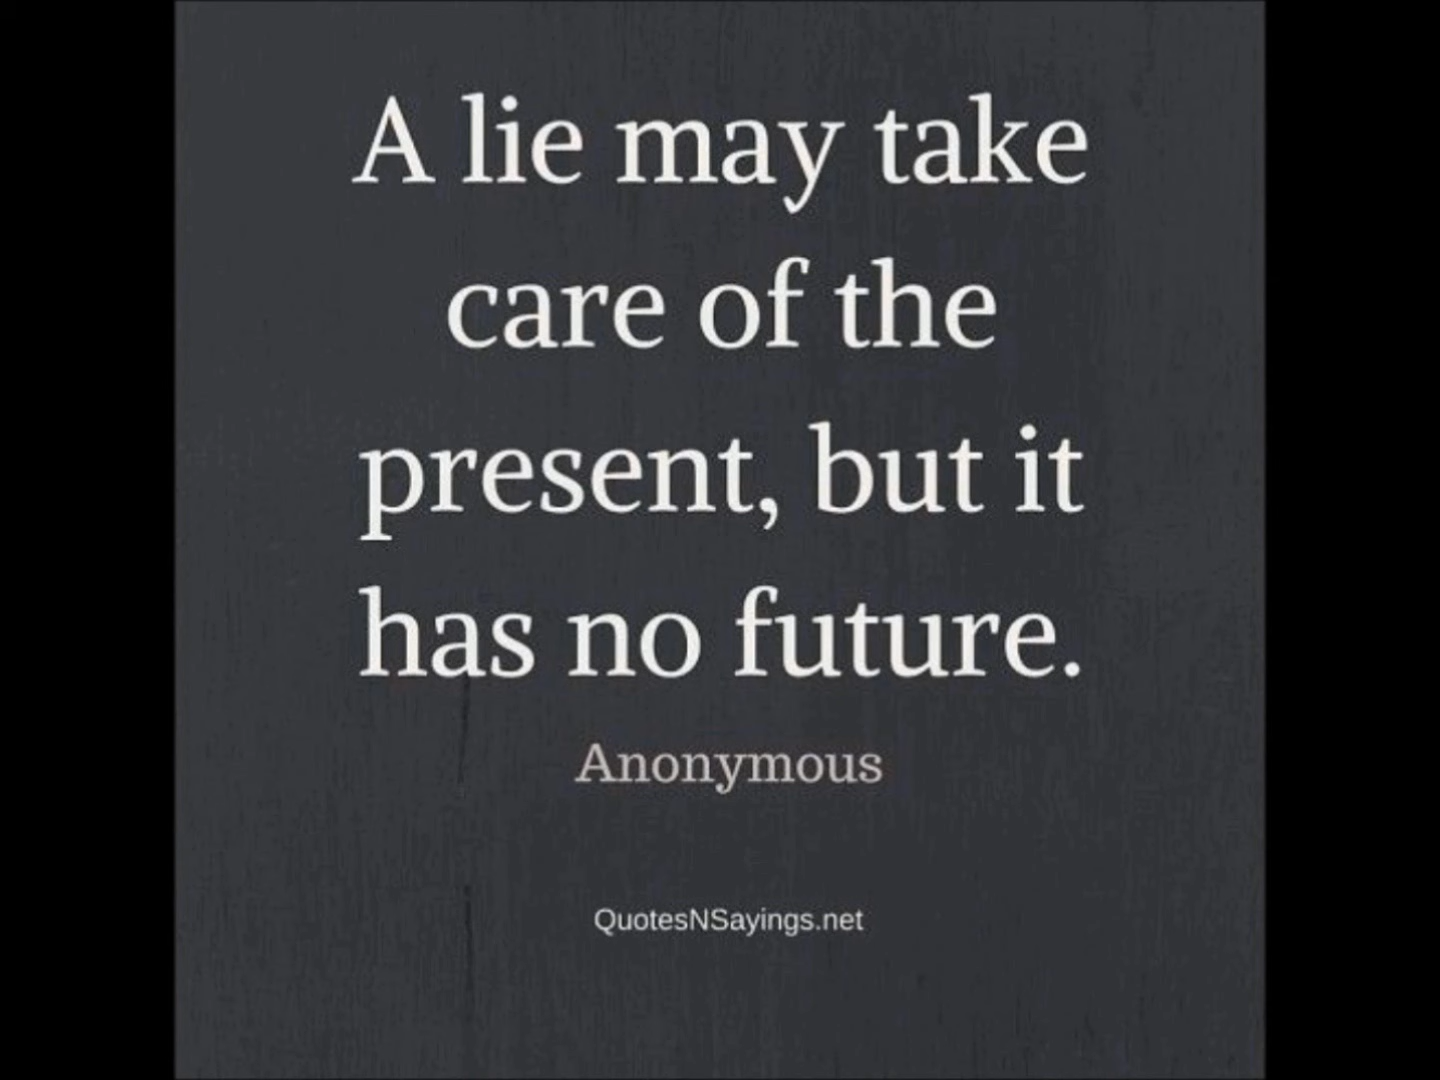 A lie may take
care of the
present, but it
has no future.
Anonymous
QuotesNSayings.net